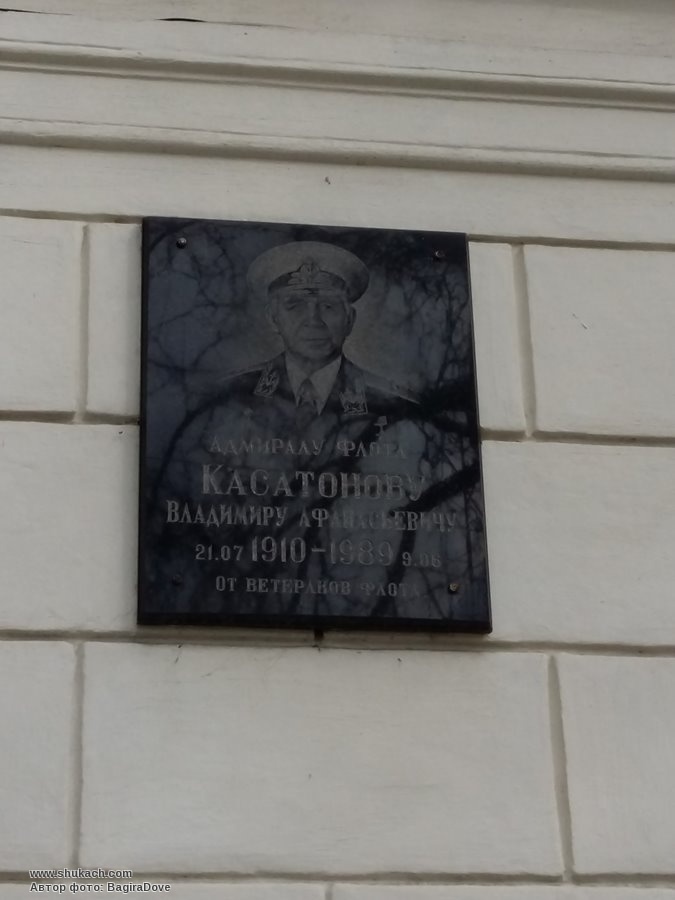 АДМИРАЛУ ФЛОТА
КАСАТОНОВУ
ВЛАДИМИРУ АФАНАСЬЕВИЧУ
21.07 1910-1989 9.06
ОТ ВЕТЕРАНОВ ФЛОТА
www.shukach.com
Автор фото: BagiraDove